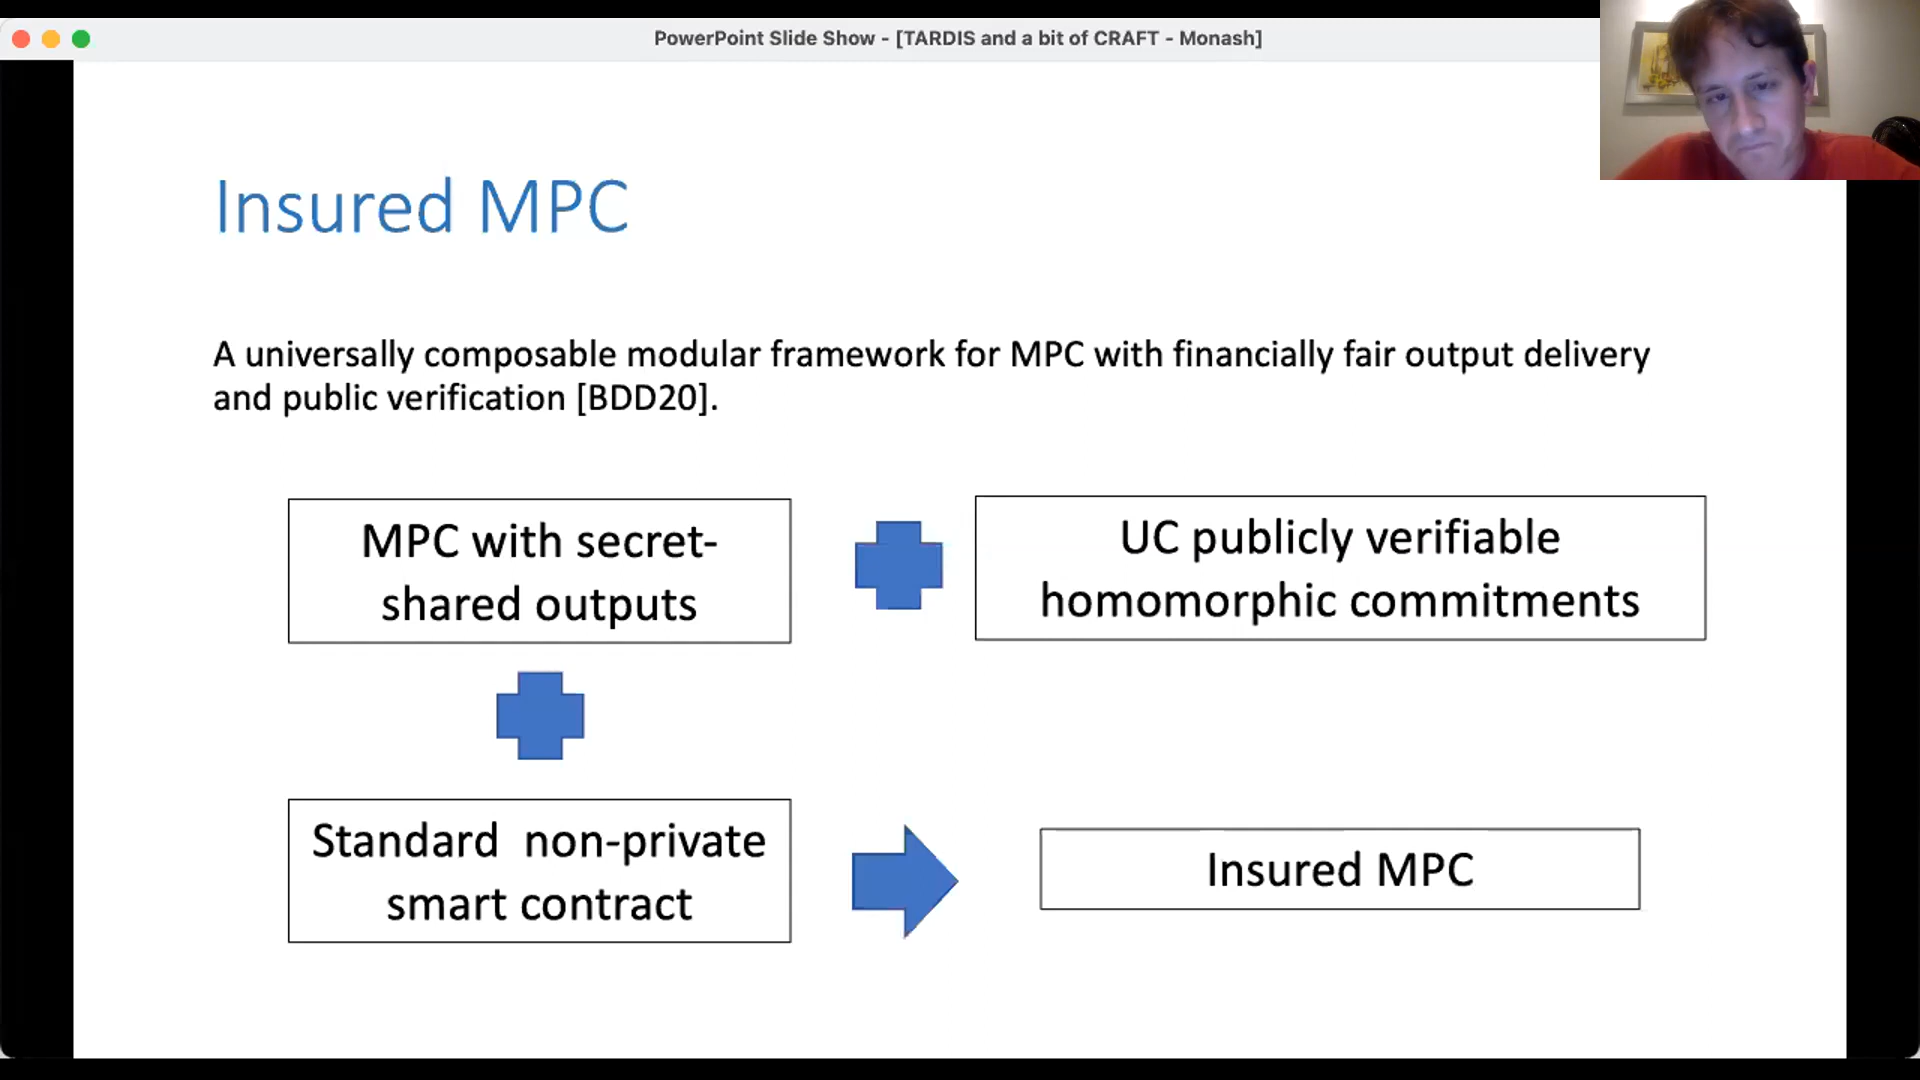 PowerPoint Slide Show - [TARDIS and a bit of CRAFT - Monash]
Insured MPC
A universally composable modular framework for MPC with financially fair output delivery
and public verification [BDD20].
MPC with secret-
shared outputs
UC publicly verifiable
homomorphic commitments
Standard  non-private
smart contract
Insured MPC